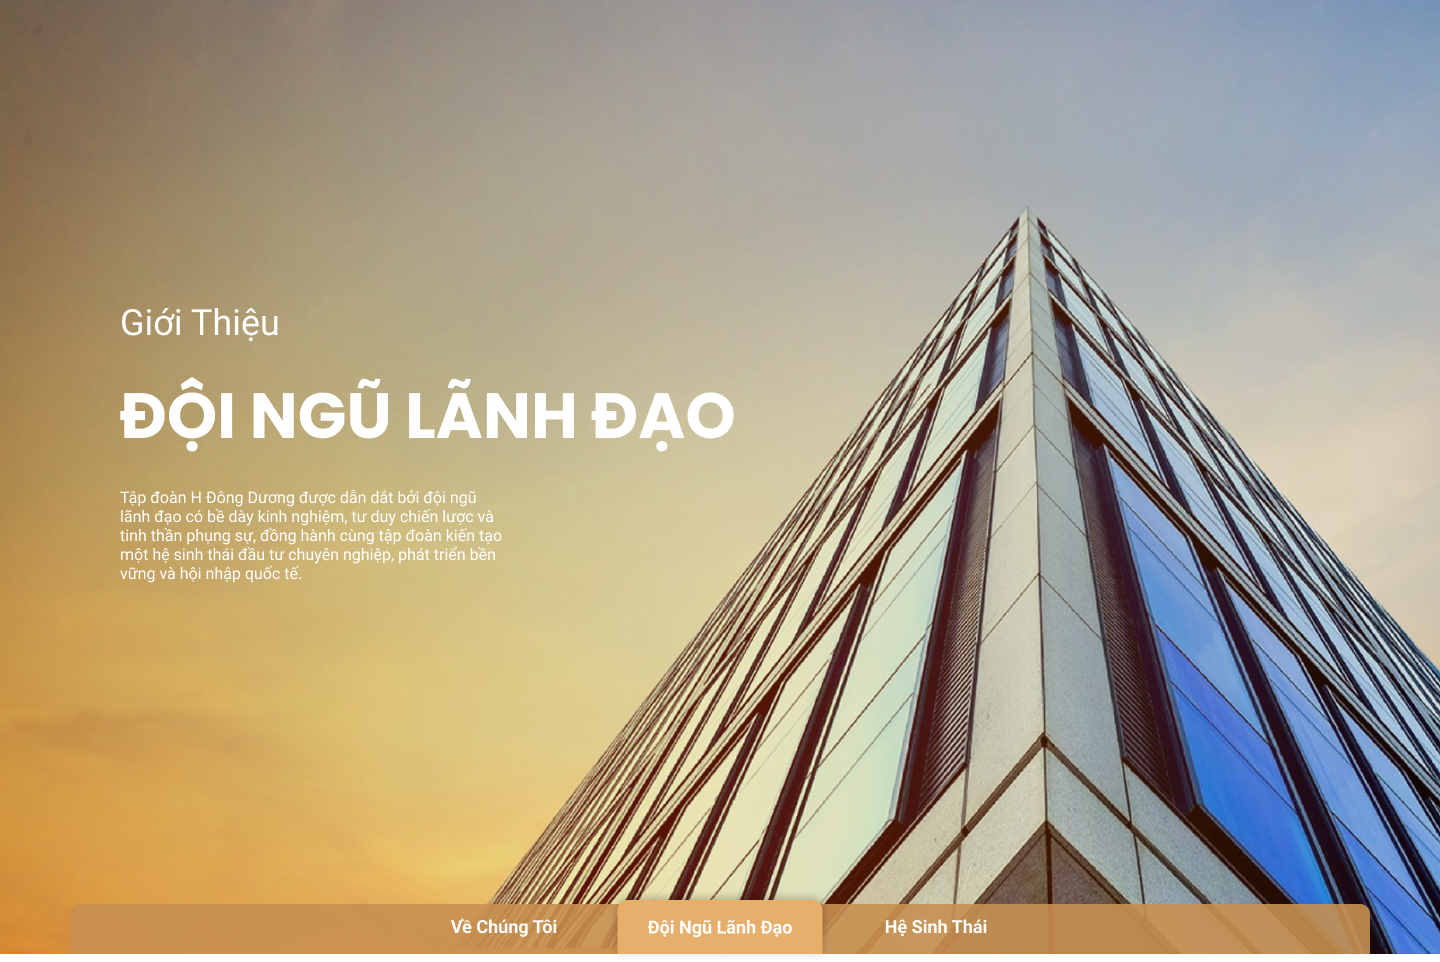 Giới Thiệu
ĐỘI NGŨ LÃNH ĐẠO
Tập đoàn H Đông Dương được dẫn dắt bởi đội ngũ
lãnh đạo có bề dày kinh nghiệm, tư duy chiến lược và
tinh thần phụng sự, đồng hành cùng tập đoàn kiến tạo
một hệ sinh thái đầu tư chuyên nghiệp, phát triển bền
vững và hội nhập quốc tế.
Về Chúng Tôi
Đội Ngũ Lãnh Đạo
Hệ Sinh Thái